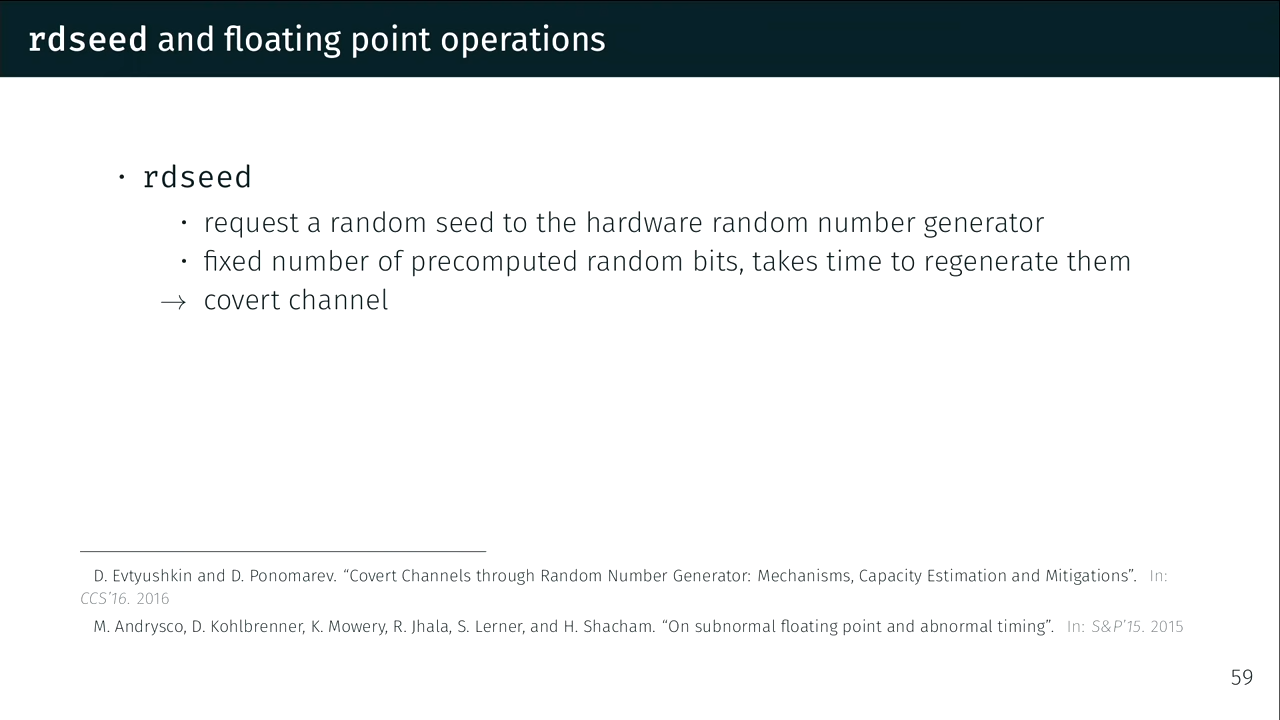 rdseed and floating point operations
· rdseed
· request a random seed to the hardware random number generator
· fixed number of precomputed random bits, takes time to regenerate them
→ covert channel
D. Evtyushkin and D. Ponomarev. “Covert Channels through Random Number Generator: Mechanisms, Capacity Estimation and Mitigations”. In:
CCS’16. 2016
M. Andrysco, D. Kohlbrenner, K. Mowery, R. Jhala, S. Lerner, and H. Shacham. “On subnormal floating point and abnormal timing”. In: S&P’15. 2015
59